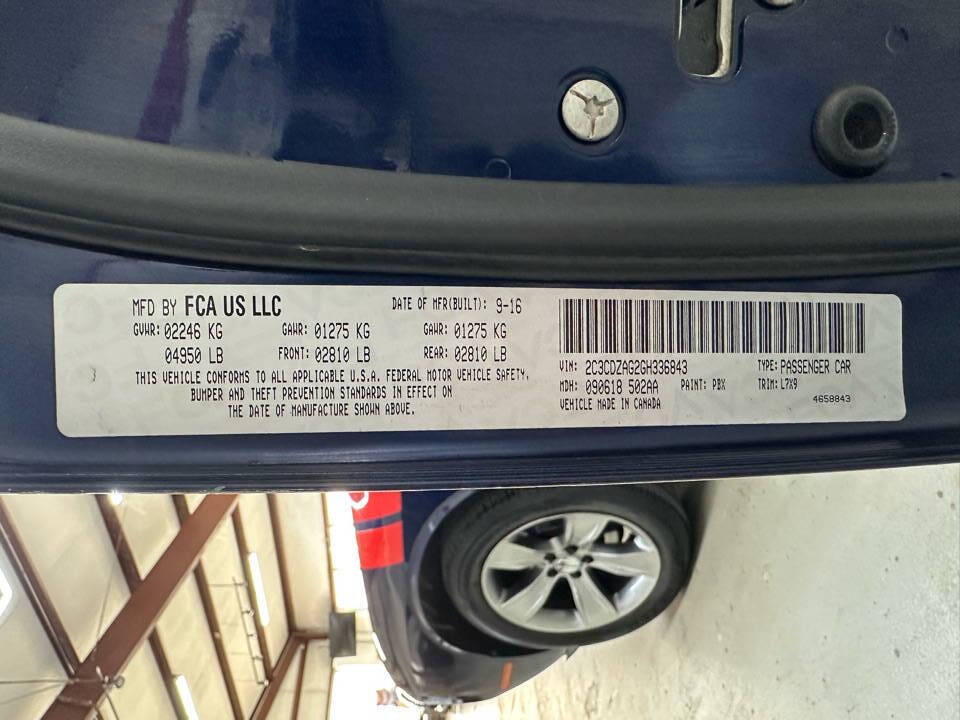 MFD BY FCA US LLC
DATE OF MFR(BUILT): 9-16
GVWR: 02246 KG GAWR: 01275 KG GAWR: 01275 KG
04950 LB FRONT: 02810 LB REAR: 02810 LB
THIS VEHICLE CONFORMS TO ALL APPLICABLE U.S.A. FEDERAL MOTOR VEHICLE SAFETY,
BUMPER AND THEFT PREVENTION STANDARDS IN EFFECT ON
THE DATE OF MANUFACTURE SHOWN ABOVE.
VIN: 2C3CDZAG2GH336843 TYPE: PASSENGER CAR
MDH: 090618 502AA PAINT: PBX TRIM: L7X9
VEHICLE MADE IN CANADA 4658843